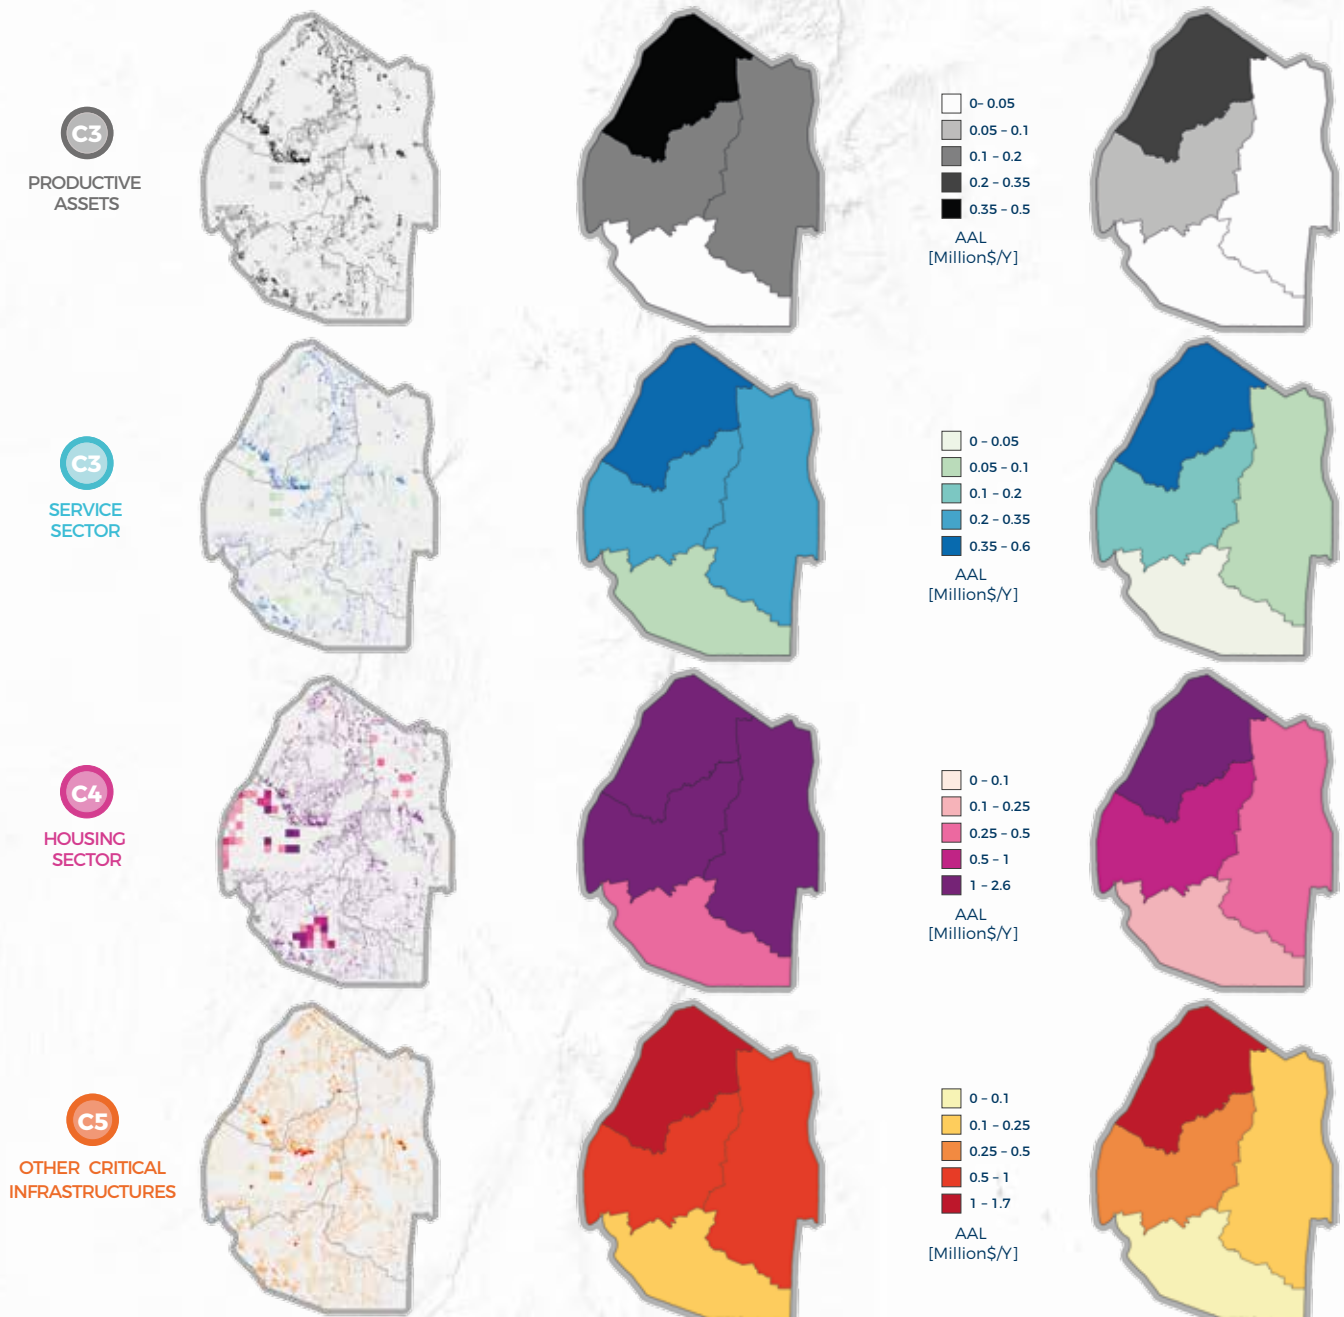 C3
PRODUCTIVE
ASSETS
0 – 0.05
0.05 – 0.1
0.1 – 0.2
0.2 – 0.35
0.35 – 0.5
AAL
[Million$/Y]
C3
SERVICE
SECTOR
0 – 0.05
0.05 – 0.1
0.1 – 0.2
0.2 – 0.35
0.35 – 0.6
AAL
[Million$/Y]
C4
HOUSING
SECTOR
0 – 0.1
0.1 – 0.25
0.25 – 0.5
0.5 – 1
1 – 2.6
AAL
[Million$/Y]
C5
OTHER CRITICAL
INFRASTRUCTURES
0 – 0.1
0.1 – 0.25
0.25 – 0.5
0.5 – 1
1 – 1.7
AAL
[Million$/Y]